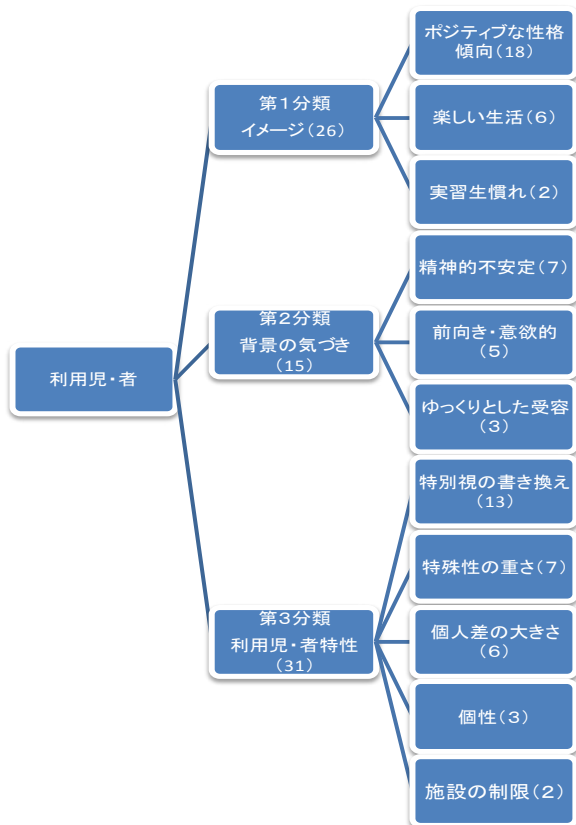 利用児・者
第1分類
イメージ(26)
ポジティブな性格
傾向(18)
楽しい生活(6)
実習生慣れ(2)
第2分類
背景の気づき
(15)
精神的不安定(7)
前向き・意欲的
(5)
ゆっくりとした受容
(3)
第3分類
利用児・者特性
(31)
特別視の書き換え
(13)
特殊性の重さ(7)
個人差の大きさ
(6)
個性(3)
施設の制限(2)